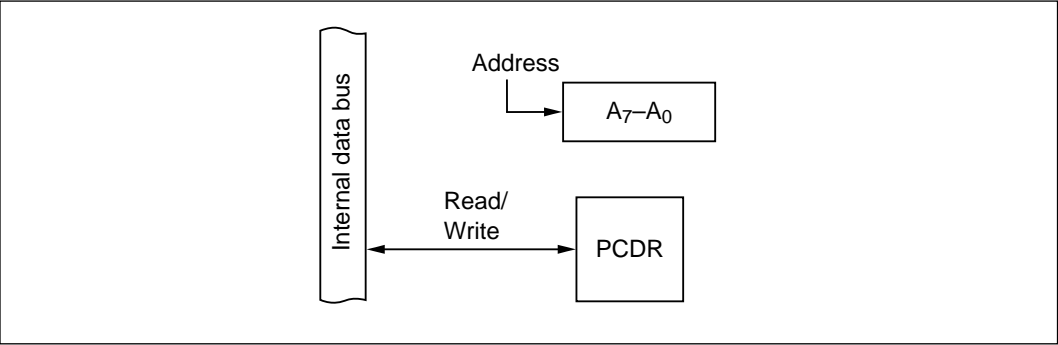 Internal data bus
Address
A7–A0
Read/
Write
PCDR